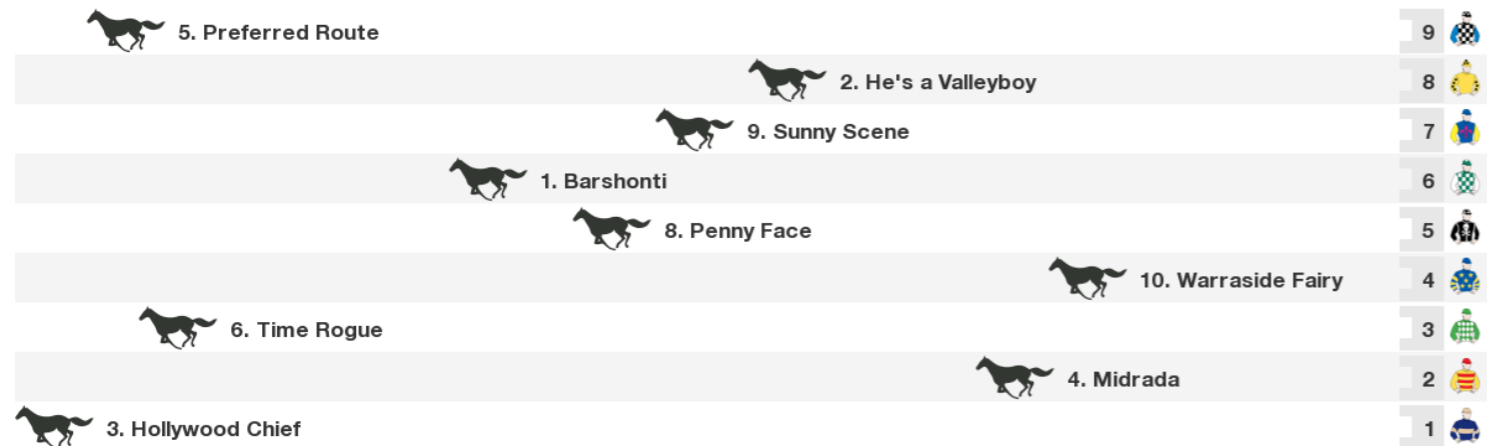 5. Preferred Route 9
2. He's a Valleyboy 8
9. Sunny Scene 7
1. Barshonti 6
8. Penny Face 5
10. Warraside Fairy 4
6. Time Rogue 3
4. Midrada 2
3. Hollywood Chief 1